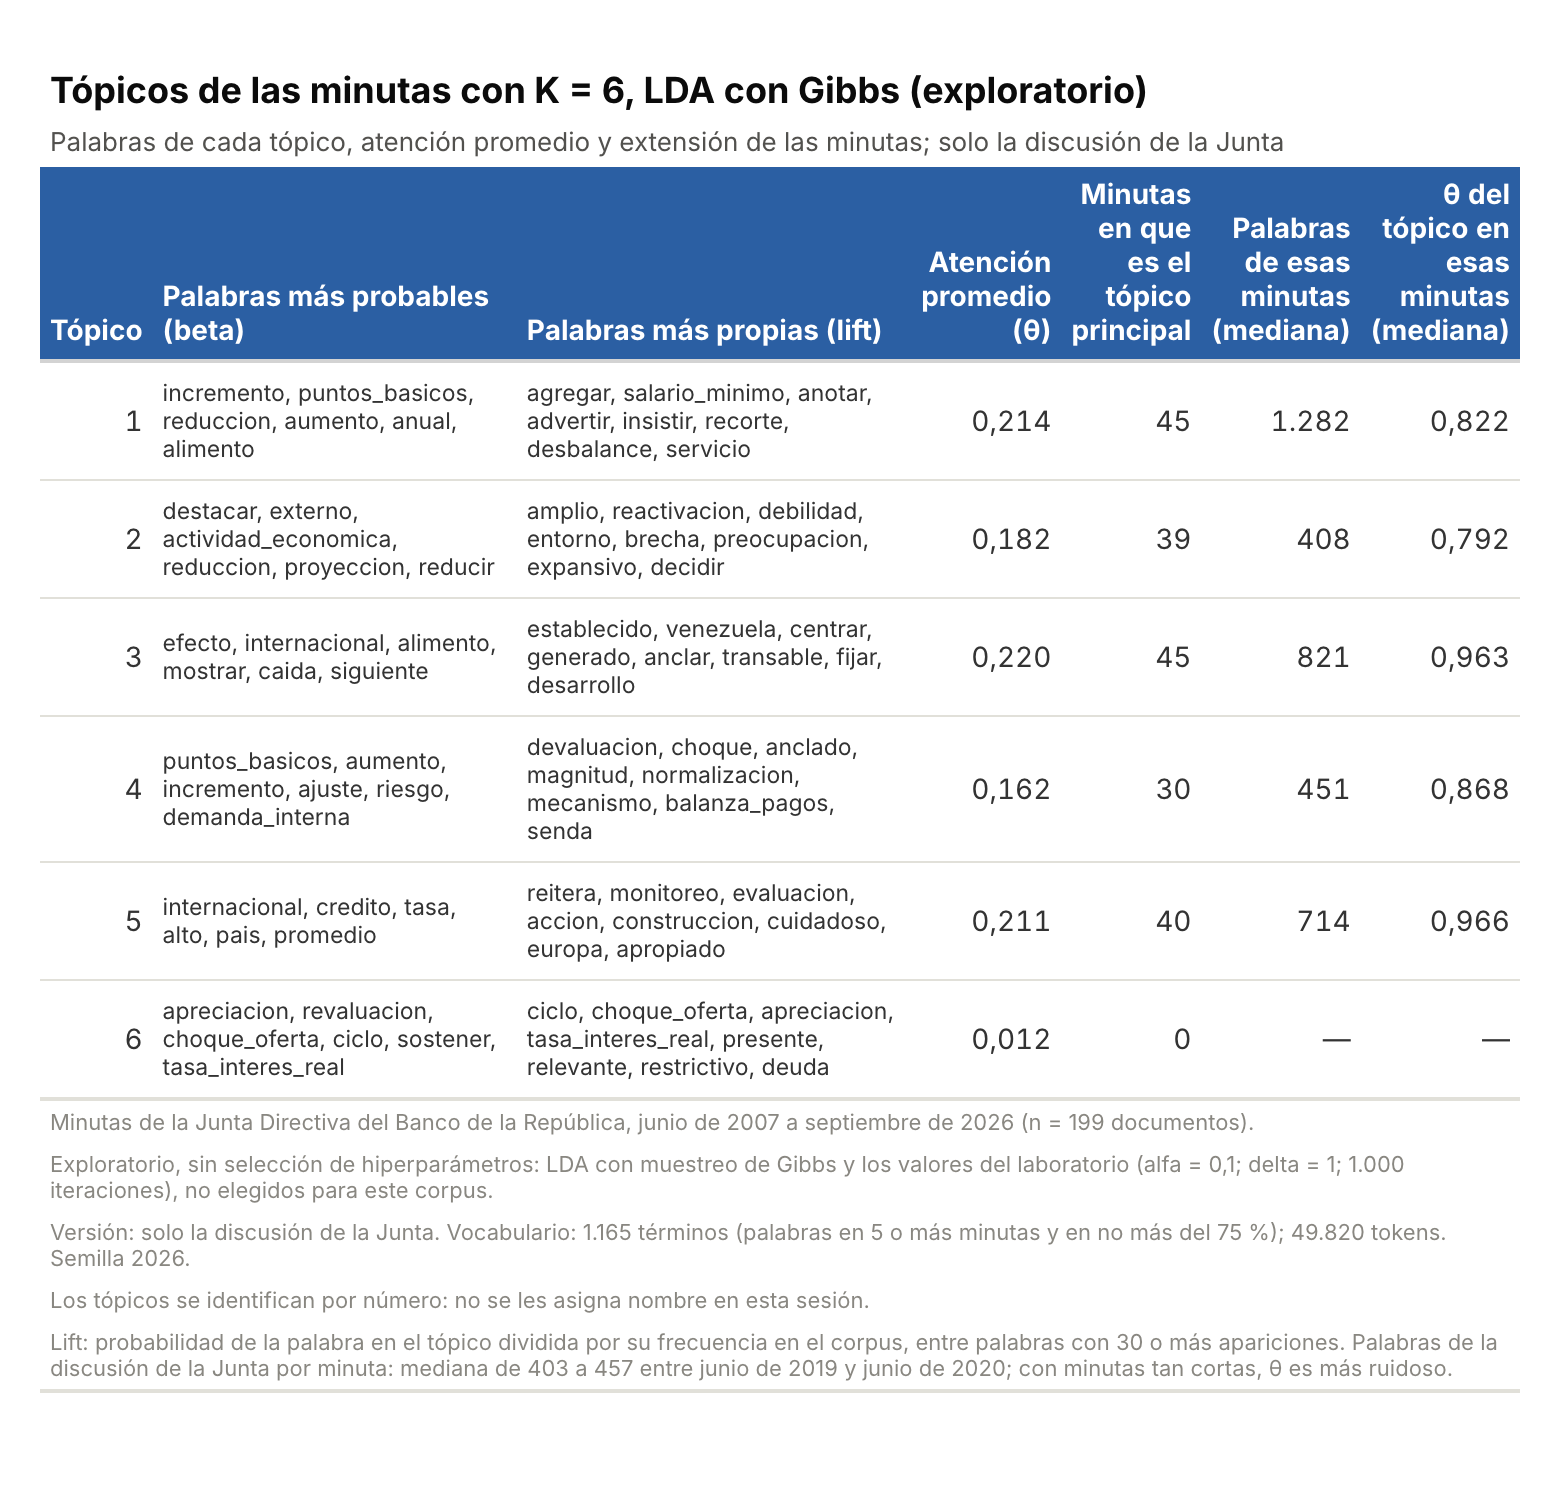 Tópicos de las minutas con K = 6, LDA con Gibbs (exploratorio)
Palabras de cada tópico, atención promedio y extensión de las minutas; solo la discusión de la Junta
Tópico
Palabras más probables
(beta)
Palabras más propias (lift)
Atención
promedio
(θ)
Minutas
en que
es el
tópico
principal
Palabras
de esas
minutas
(mediana)
θ del
tópico en
esas
minutas
(mediana)
1
incremento, puntos_basicos,
reduccion, aumento, anual,
alimento
agregar, salario_minimo, anotar,
advertir, insistir, recorte,
desbalance, servicio
0,214
45
1.282
0,822
2
destacar, externo,
actividad_economica,
reduccion, proyeccion, reducir
amplio, reactivacion, debilidad,
entorno, brecha, preocupacion,
expansivo, decidir
0,182
39
408
0,792
3
efecto, internacional, alimento,
mostrar, caida, siguiente
establecido, venezuela, centrar,
generado, anclar, transable, fijar,
desarrollo
0,220
45
821
0,963
4
puntos_basicos, aumento,
incremento, ajuste, riesgo,
demanda_interna
devaluacion, choque, anclado,
magnitud, normalizacion,
mecanismo, balanza_pagos,
senda
0,162
30
451
0,868
5
internacional, credito, tasa,
alto, pais, promedio
reitera, monitoreo, evaluacion,
accion, construccion, cuidadoso,
europa, apropiado
0,211
40
714
0,966
6
apreciacion, revaluacion,
choque_oferta, ciclo, sostener,
tasa_interes_real
ciclo, choque_oferta, apreciacion,
tasa_interes_real, presente,
relevante, restrictivo, deuda
0,012
0
—
—
Minutas de la Junta Directiva del Banco de la República, junio de 2007 a septiembre de 2026 (n = 199 documentos).
Exploratorio, sin selección de hiperparámetros: LDA con muestreo de Gibbs y los valores del laboratorio (alfa = 0,1; delta = 1; 1.000
iteraciones), no elegidos para este corpus.
Versión: solo la discusión de la Junta. Vocabulario: 1.165 términos (palabras en 5 o más minutas y en no más del 75 %); 49.820 tokens.
Semilla 2026.
Los tópicos se identifican por número: no se les asigna nombre en esta sesión.
Lift: probabilidad de la palabra en el tópico dividida por su frecuencia en el corpus, entre palabras con 30 o más apariciones. Palabras de la
discusión de la Junta por minuta: mediana de 403 a 457 entre junio de 2019 y junio de 2020; con minutas tan cortas, θ es más ruidoso.